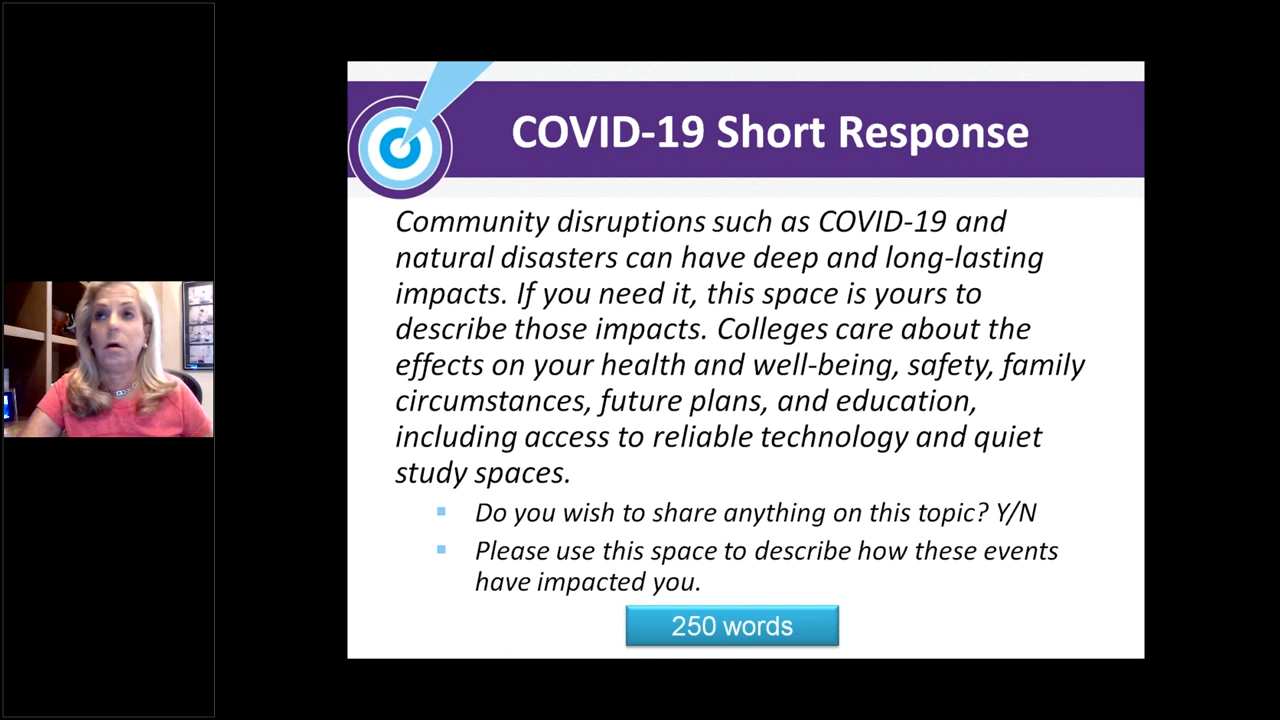 COVID-19 Short Response
Community disruptions such as COVID-19 and
natural disasters can have deep and long-lasting
impacts. If you need it, this space is yours to
describe those impacts. Colleges care about the
effects on your health and well-being, safety, family
circumstances, future plans, and education,
including access to reliable technology and quiet
study spaces.
Do you wish to share anything on this topic? Y/N
Please use this space to describe how these events
have impacted you.
250 words